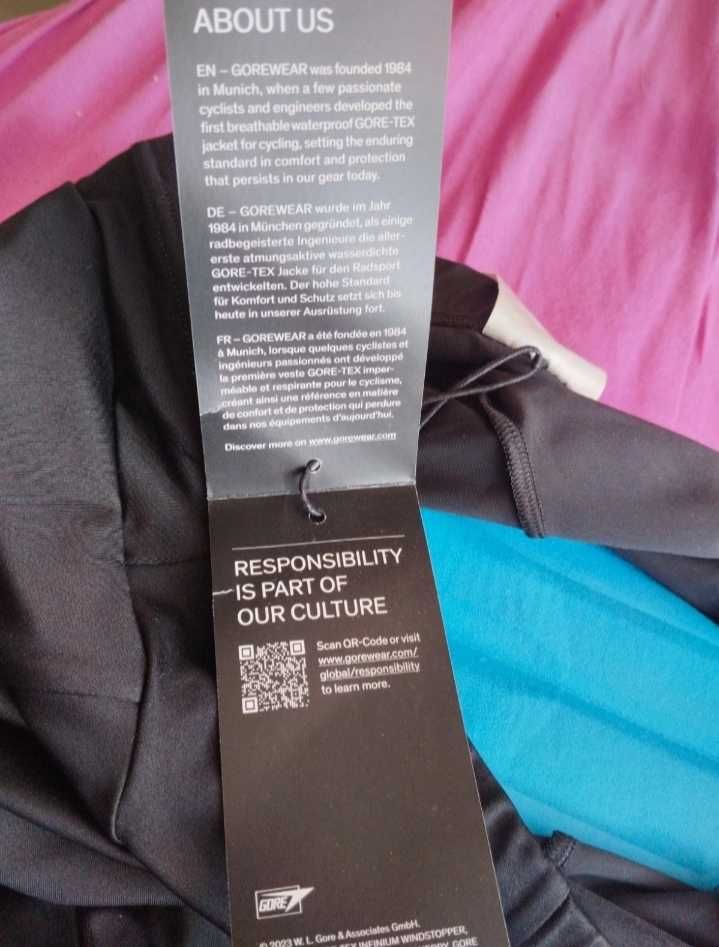 ABOUT US
EN – GOREWEAR was founded 1984
in Munich, when a few passionate
cyclists and engineers developed the
first breathable waterproof GORE-TEX
jacket for cycling, setting the enduring
standard in comfort and protection
that persists in our gear today.
DE – GOREWEAR wurde im Jahr
1984 in München gegründet, als einige
radbegeisterte Ingenieure die aller-
erste atmungsaktive wasserdichte
GORE-TEX Jacke für den Radsport
entwickelten. Der hohe Standard
für Komfort und Schutz setzt sich bis
heute in unserer Ausrüstung fort.
FR – GOREWEAR a été fondée en 1984
à Munich, lorsque quelques cyclistes et
ingénieurs passionnés ont développé
la première veste GORE-TEX imper-
méable et respirante pour le cyclisme,
créant ainsi une référence en matière
de confort et de protection qui perdure
dans nos équipements d'aujourd'hui.
Discover more on www.gorewear.com
RESPONSIBILITY
IS PART OF
OUR CULTURE
Scan QR-Code or visit
www.gorewear.com/
global/responsibility
to learn more.
GORE
© 2023 W. L. Gore & Associates GmbH.
INFINIUM WINDSTOPPER,
GORE